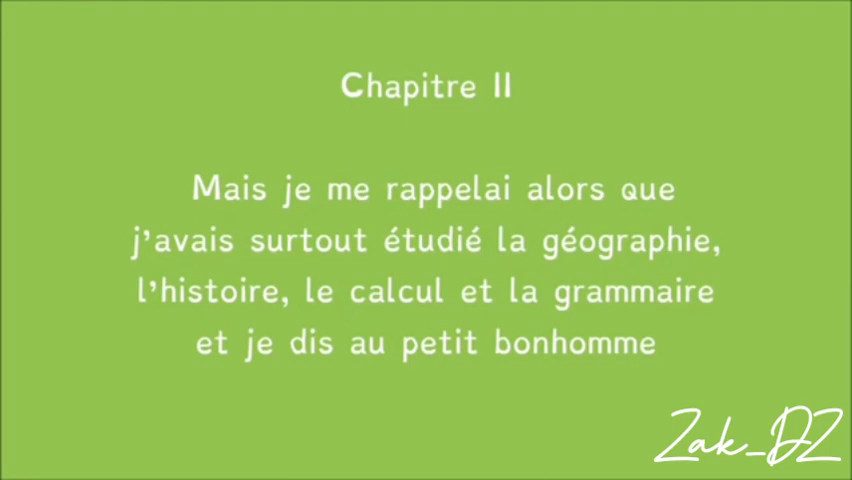 Chapitre II
Mais je me rappelai alors que
j'avais surtout étudié la géographie,
l'histoire, le calcul et la grammaire
et je dis au petit bonhomme
Zak_DZ